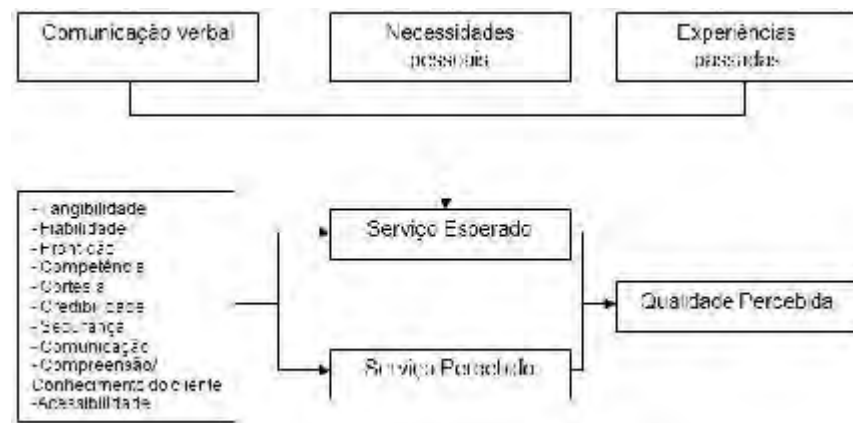 Comunicação verbal
Necessidades
pessoais
Experiências
passadas
-Tangibilidade
-Fiabilidade
-Prontidão
-Competência
-Cortesia
-Credibilidade
-Segurança
-Comunicação
-Compreensão/
Conhecimento do cliente
-Acessibilidade
Serviço Esperado
Serviço Percebido
Qualidade Percebida